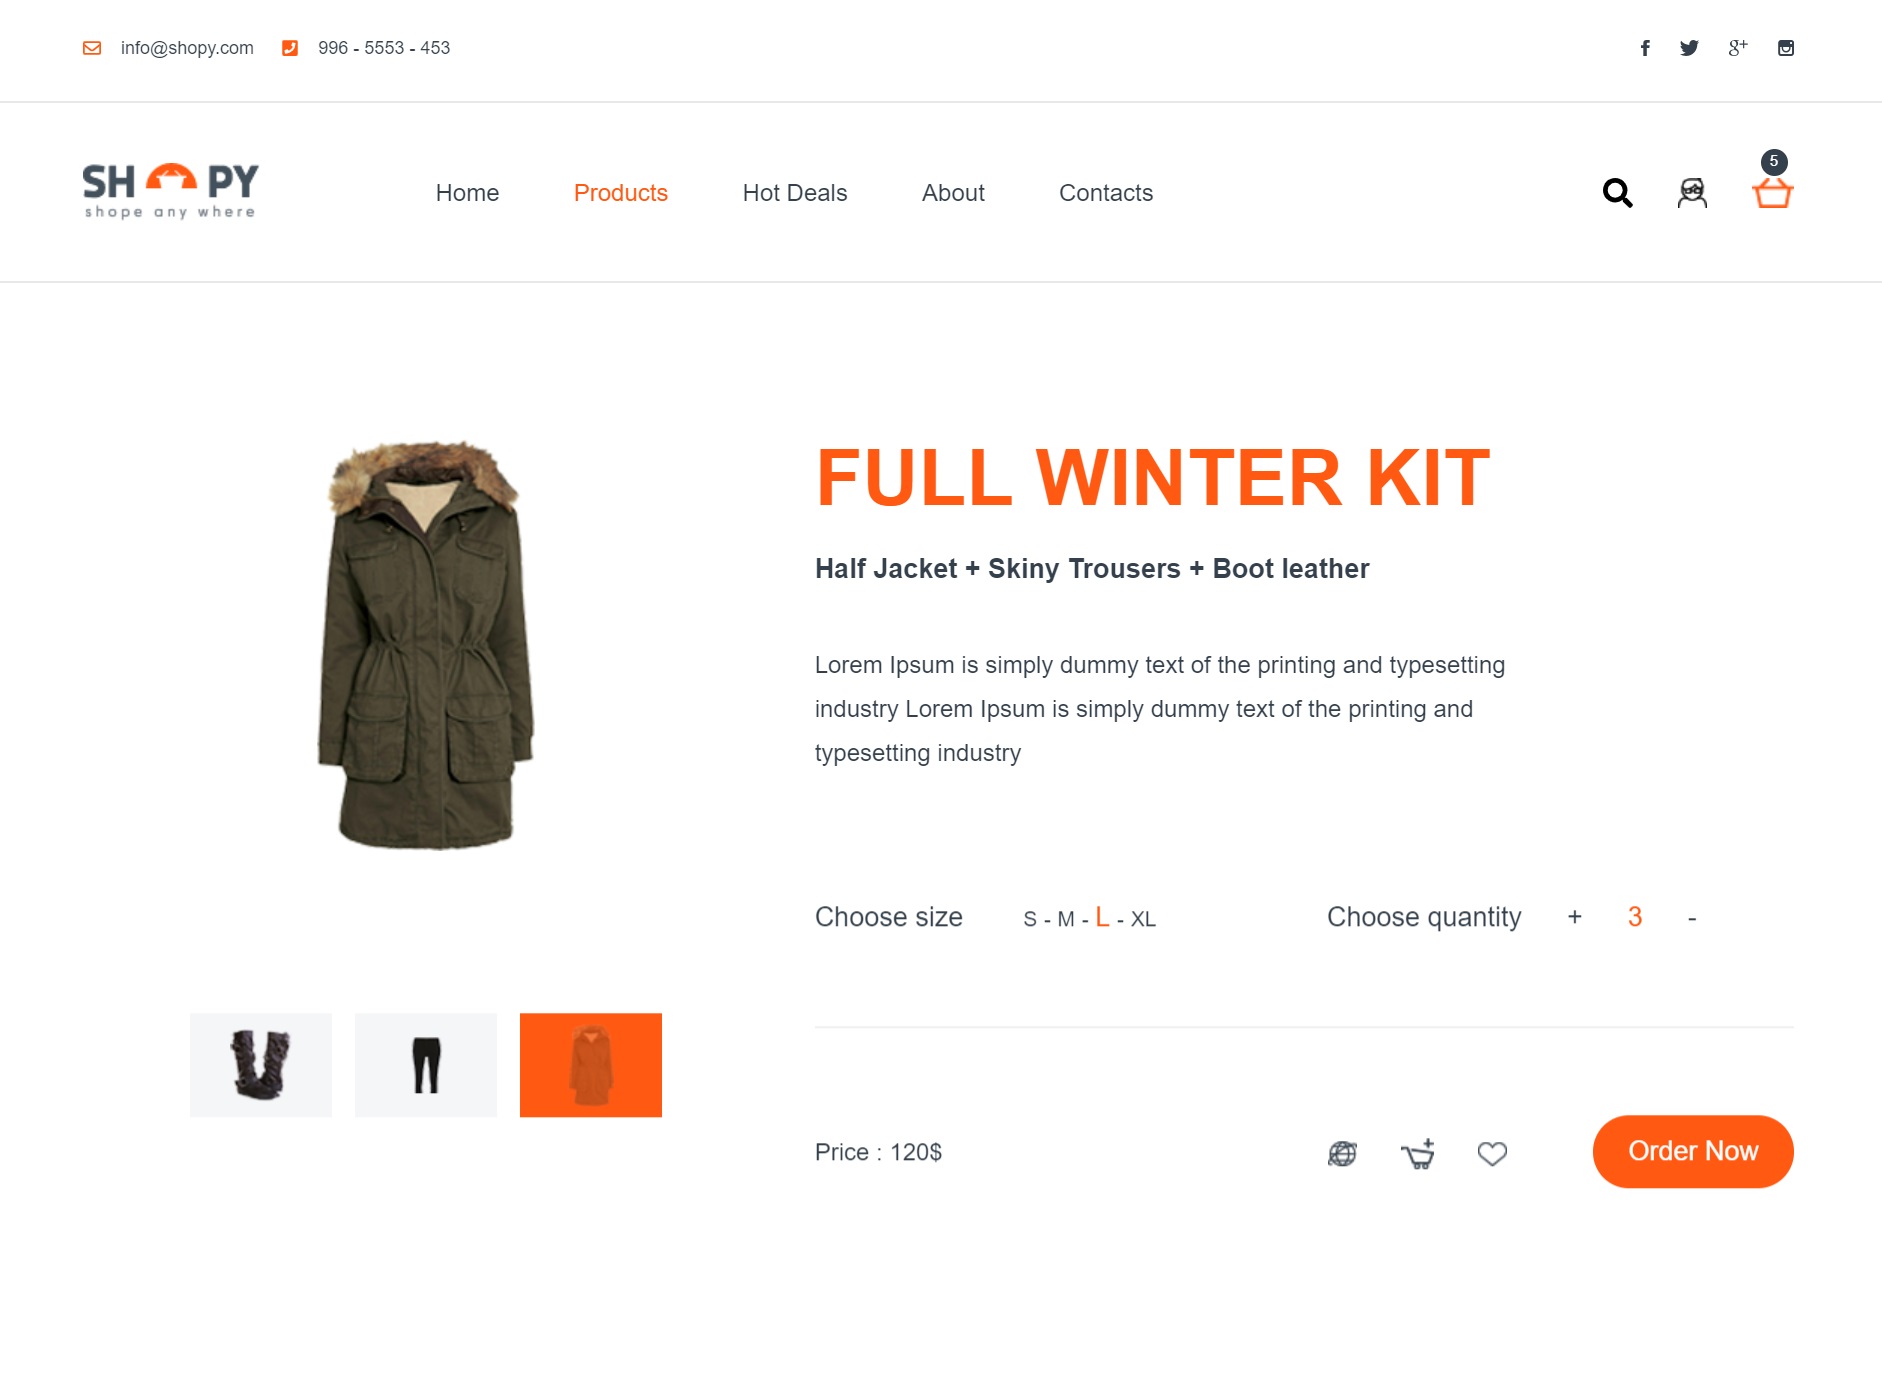 info@shopy.com 996 - 5553 - 453
SH PY
shope any where
Home Products Hot Deals About Contacts
5
FULL WINTER KIT
Half Jacket + Skiny Trousers + Boot leather
Lorem Ipsum is simply dummy text of the printing and typesetting
industry Lorem Ipsum is simply dummy text of the printing and
typesetting industry
Choose size S - M - L - XL Choose quantity + 3 -
Price : 120$ Order Now